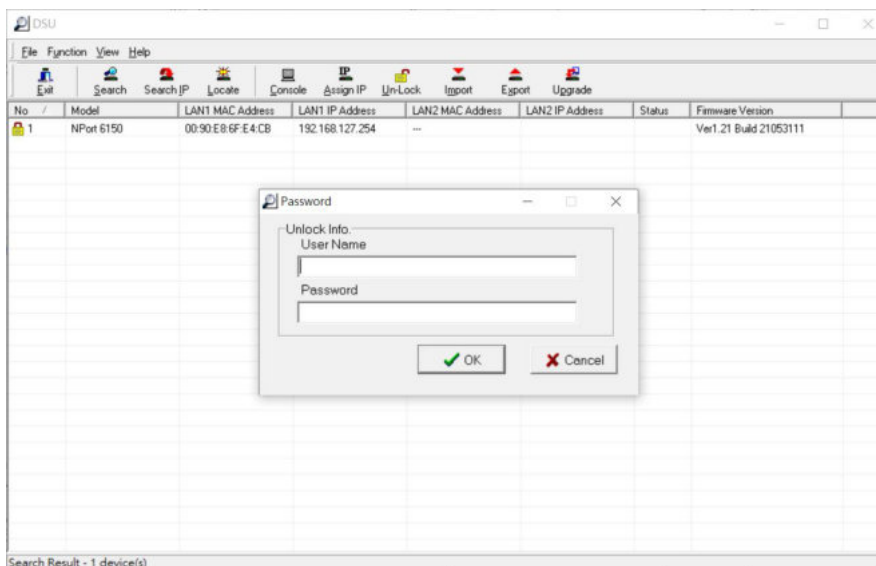 DSU
File Function View Help
Exit Search Search IP Locate Console Assign IP Un-Lock Import Export Upgrade
No / Model LAN1 MAC Address LAN1 IP Address LAN2 MAC Address LAN2 IP Address Status Firmware Version
1 NPort 6150 00:90:E8:6F:E4:CB 192.168.127.254 --- Ver1.21 Build 21053111
Password
Unlock Info.
User Name
Password
OK Cancel
Search Result - 1 device(s)